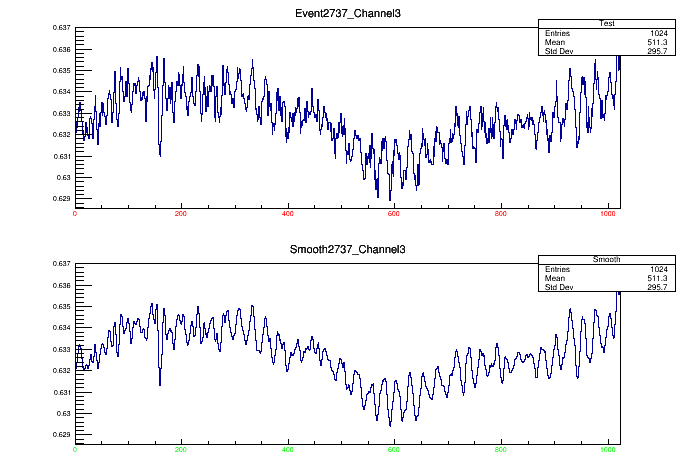 Event2737_Channel3
Test
Entries 1024
Mean 511.3
Std Dev 295.7
0.637
0.636
0.635
0.634
0.633
0.632
0.631
0.63
0.629
0 200 400 600 800 1000
Smooth2737_Channel3
Smooth
Entries 1024
Mean 511.3
Std Dev 295.7
0.637
0.636
0.635
0.634
0.633
0.632
0.631
0.63
0.629
0 200 400 600 800 1000